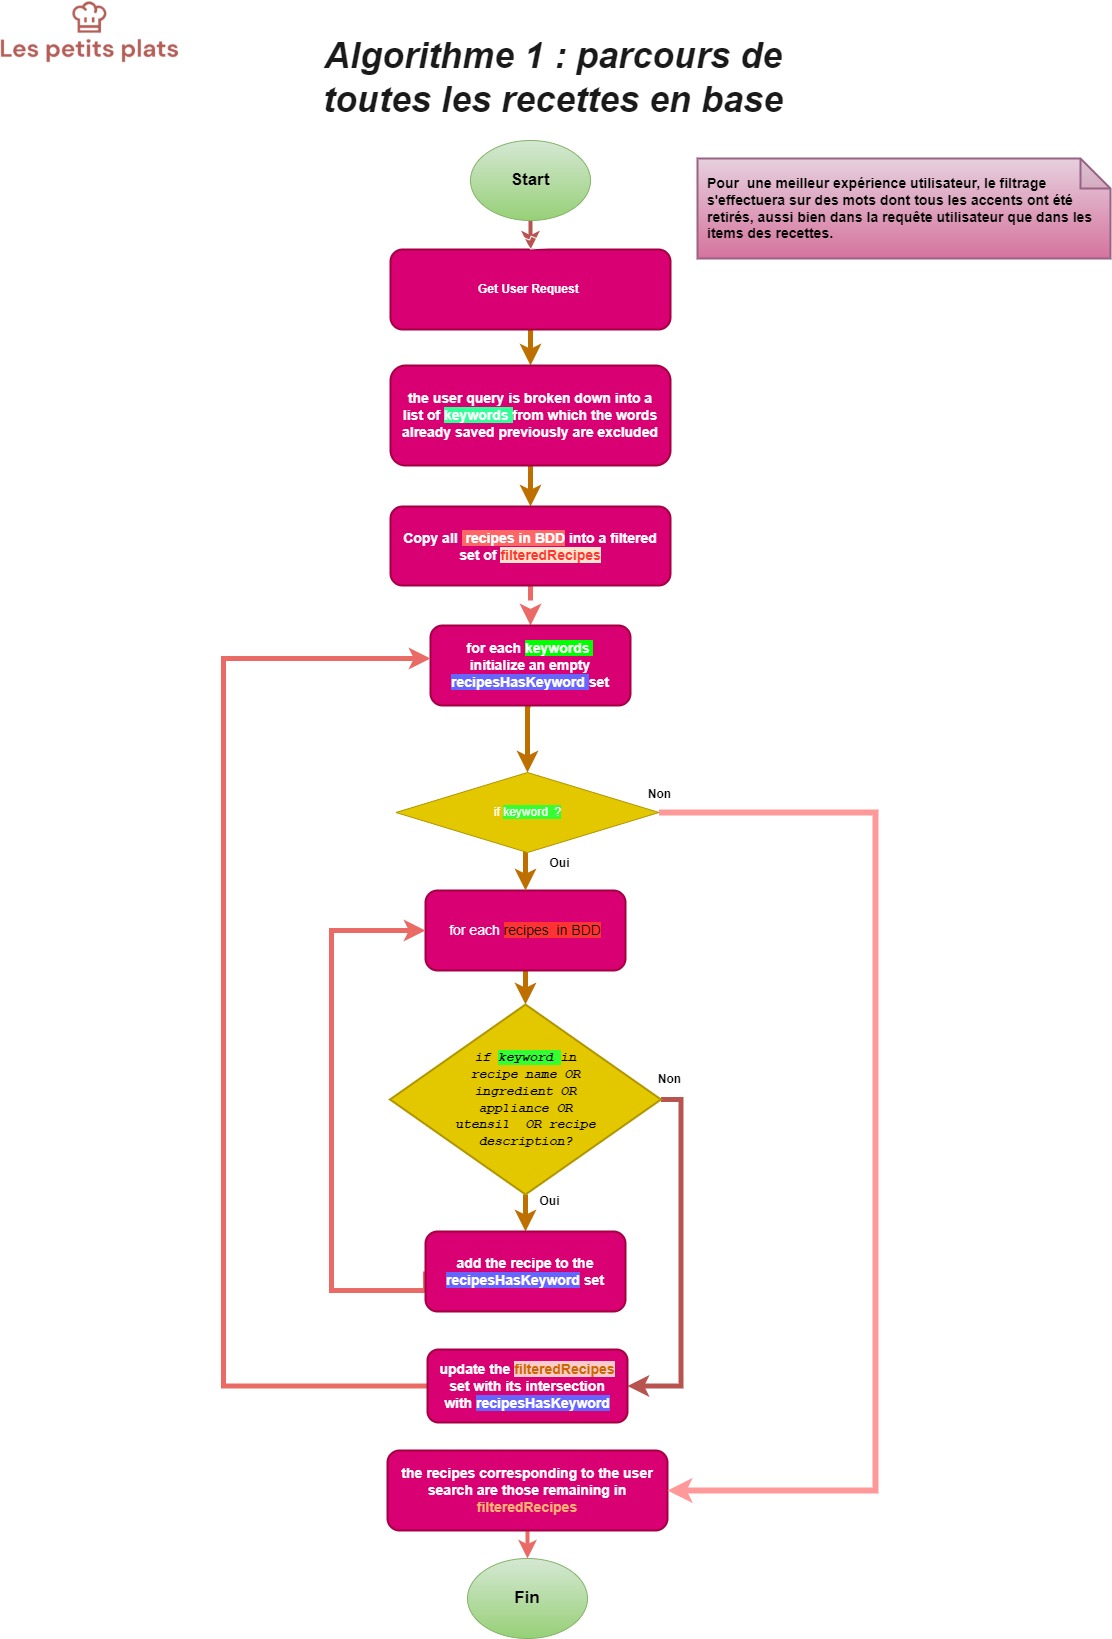 Les petits plats
Algorithme 1 : parcours de
toutes les recettes en base
Start
Pour une meilleur expérience utilisateur, le filtrage
s'effectuera sur des mots dont tous les accents ont été
retirés, aussi bien dans la requête utilisateur que dans les
items des recettes.
Get User Request
the user query is broken down into a
list of keywords from which the words
already saved previously are excluded
Copy all recipes in BDD into a filtered
set of filteredRecipes
for each keywords
initialize an empty
recipesHasKeyword set
if keyword ?
Non
Oui
for each recipes in BDD
if keyword in
recipe name OR
ingredient OR
appliance OR
utensil OR recipe
description?
Non
Oui
add the recipe to the
recipesHasKeyword set
update the filteredRecipes
set with its intersection
with recipesHasKeyword
the recipes corresponding to the user
search are those remaining in
filteredRecipes
Fin